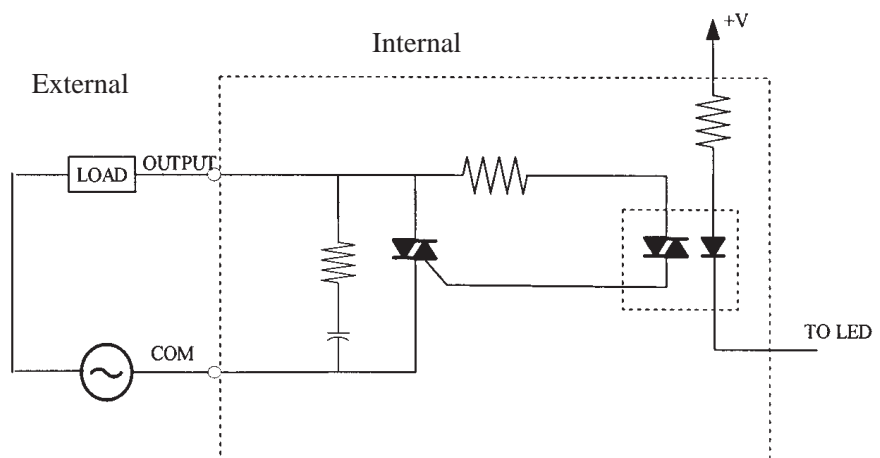 +V
Internal
External
LOAD
OUTPUT
COM
TO LED